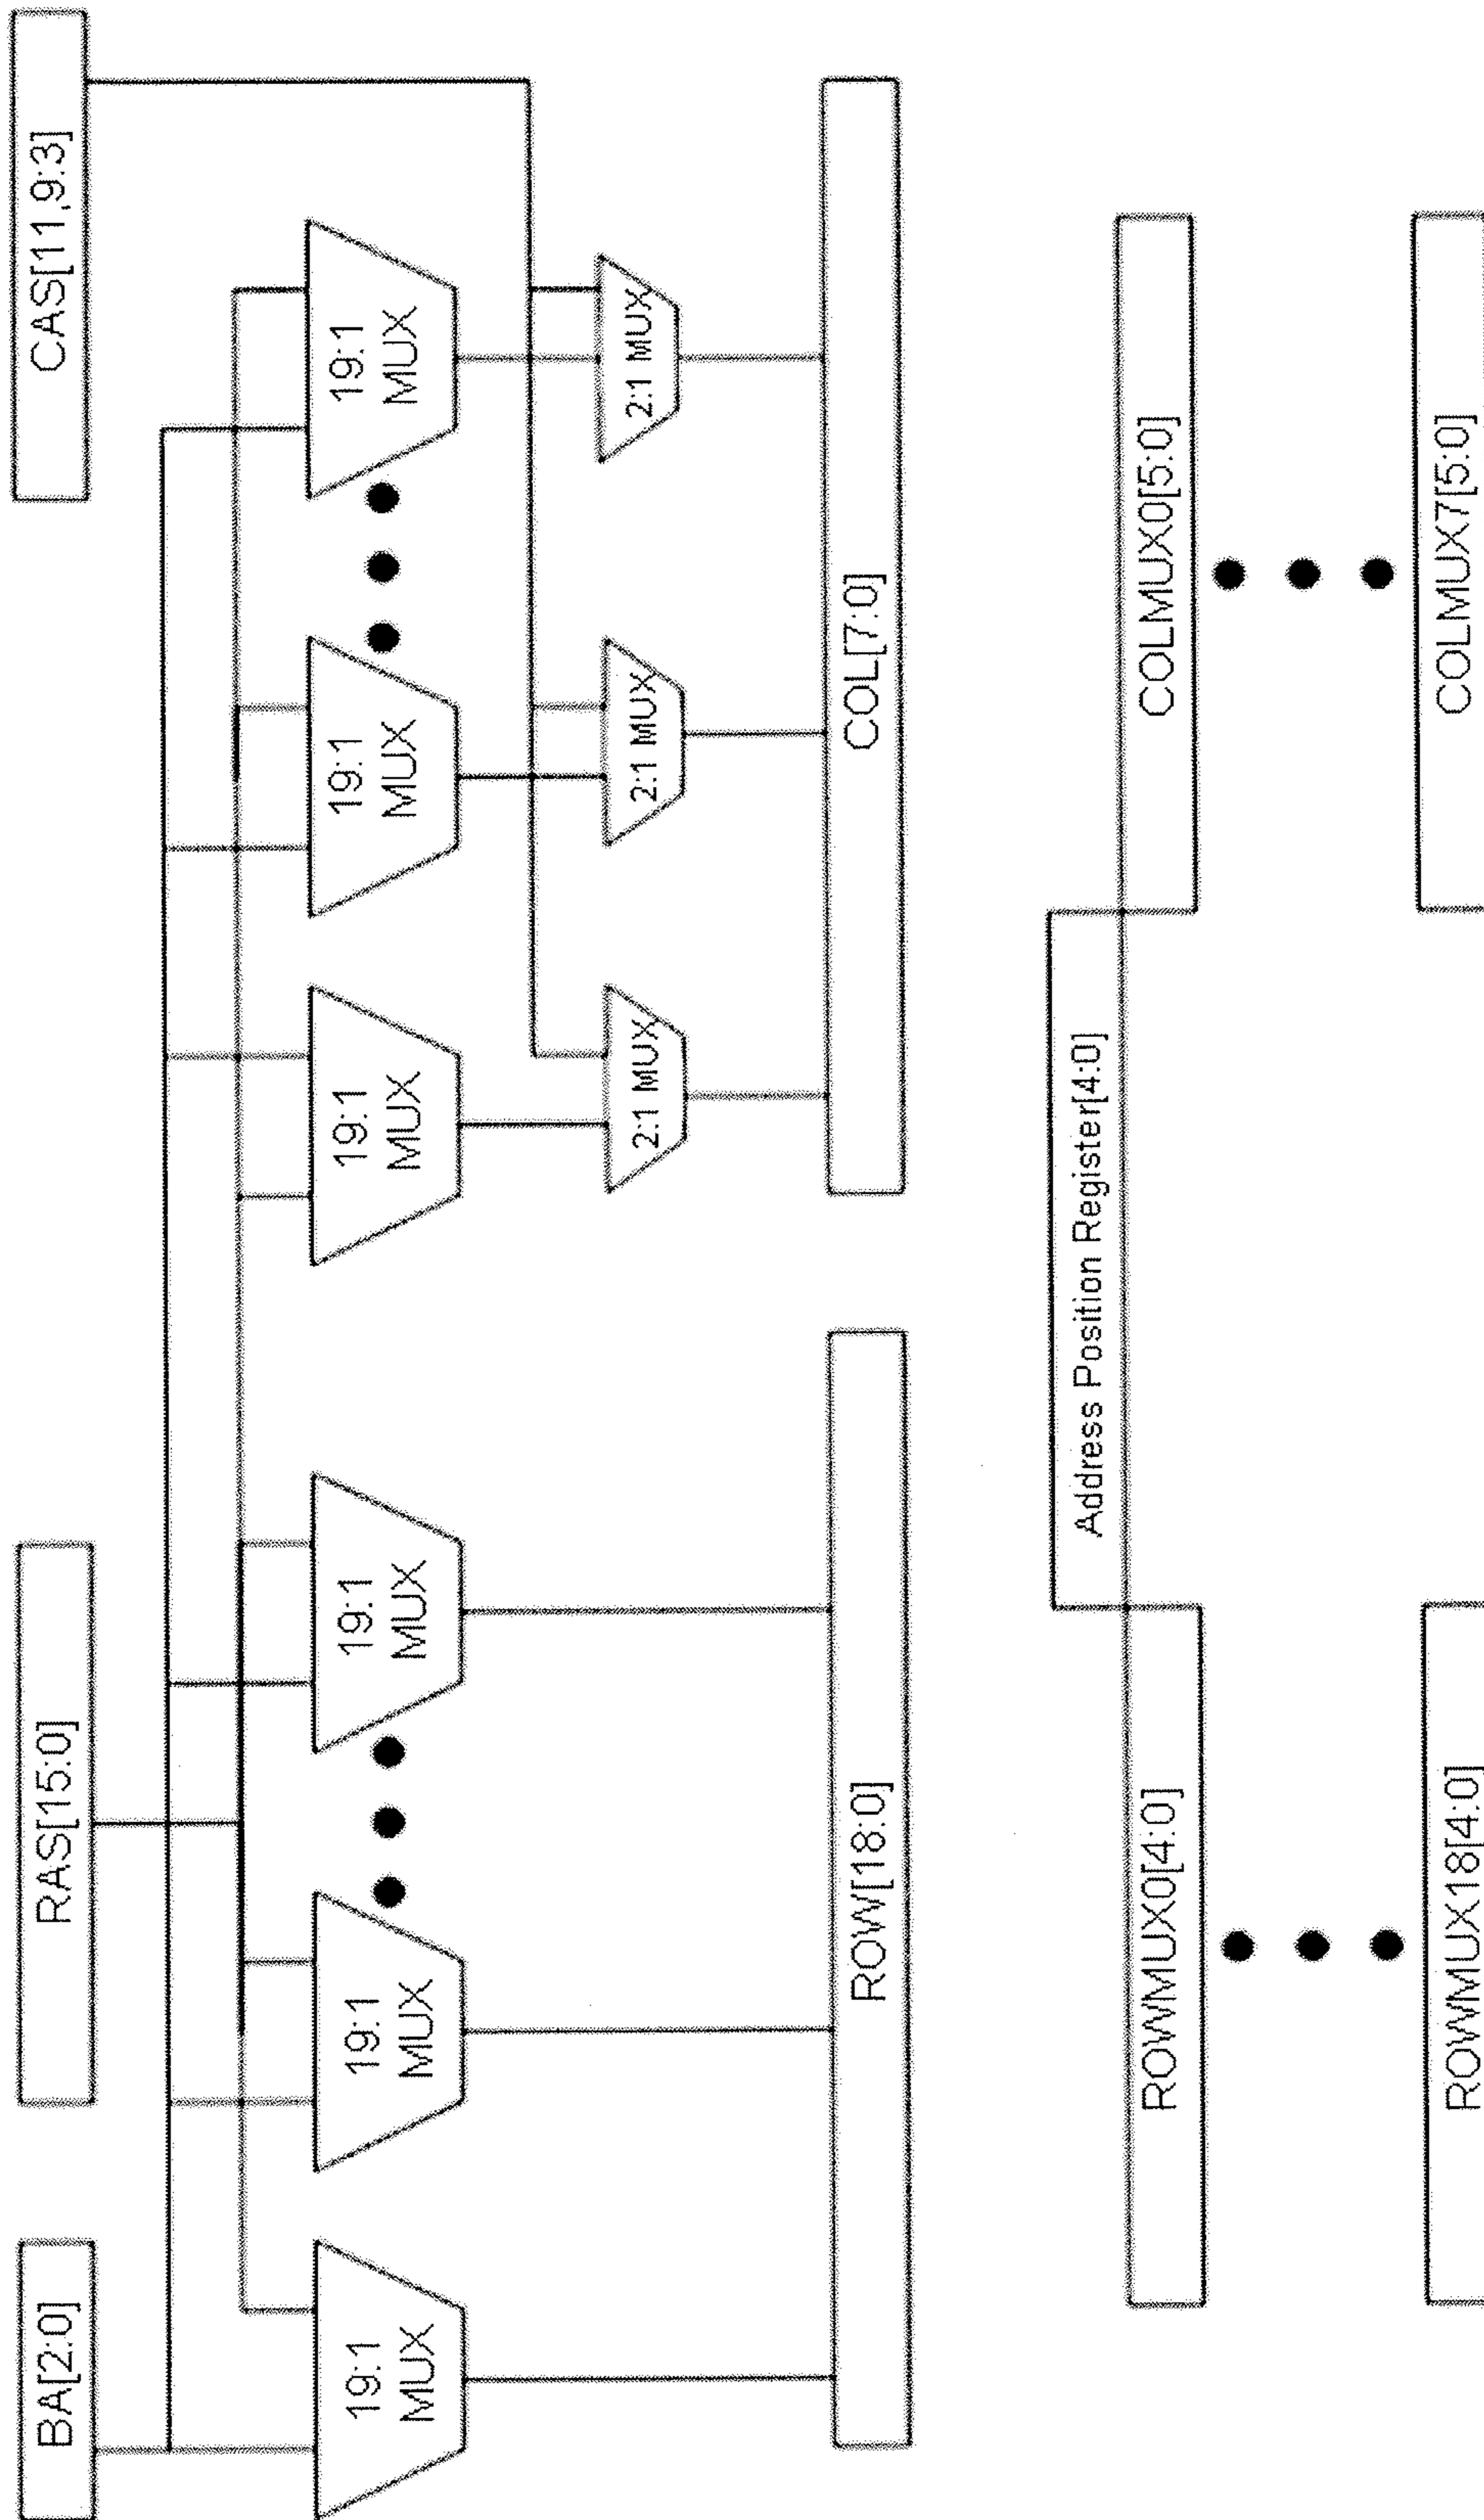 BA[2:0]
RAS[15:0]
CAS[11,9:3]
19:1
MUX
19:1
MUX
19:1
MUX
19:1
MUX
19:1
MUX
19:1
MUX
2:1 MUX
2:1 MUX
2:1 MUX
ROW[18:0]
COL[7:0]
Address Position Register[4:0]
ROWMUX0[4:0]
COLMUX0[5:0]
ROWMUX18[4:0]
COLMUX7[5:0]